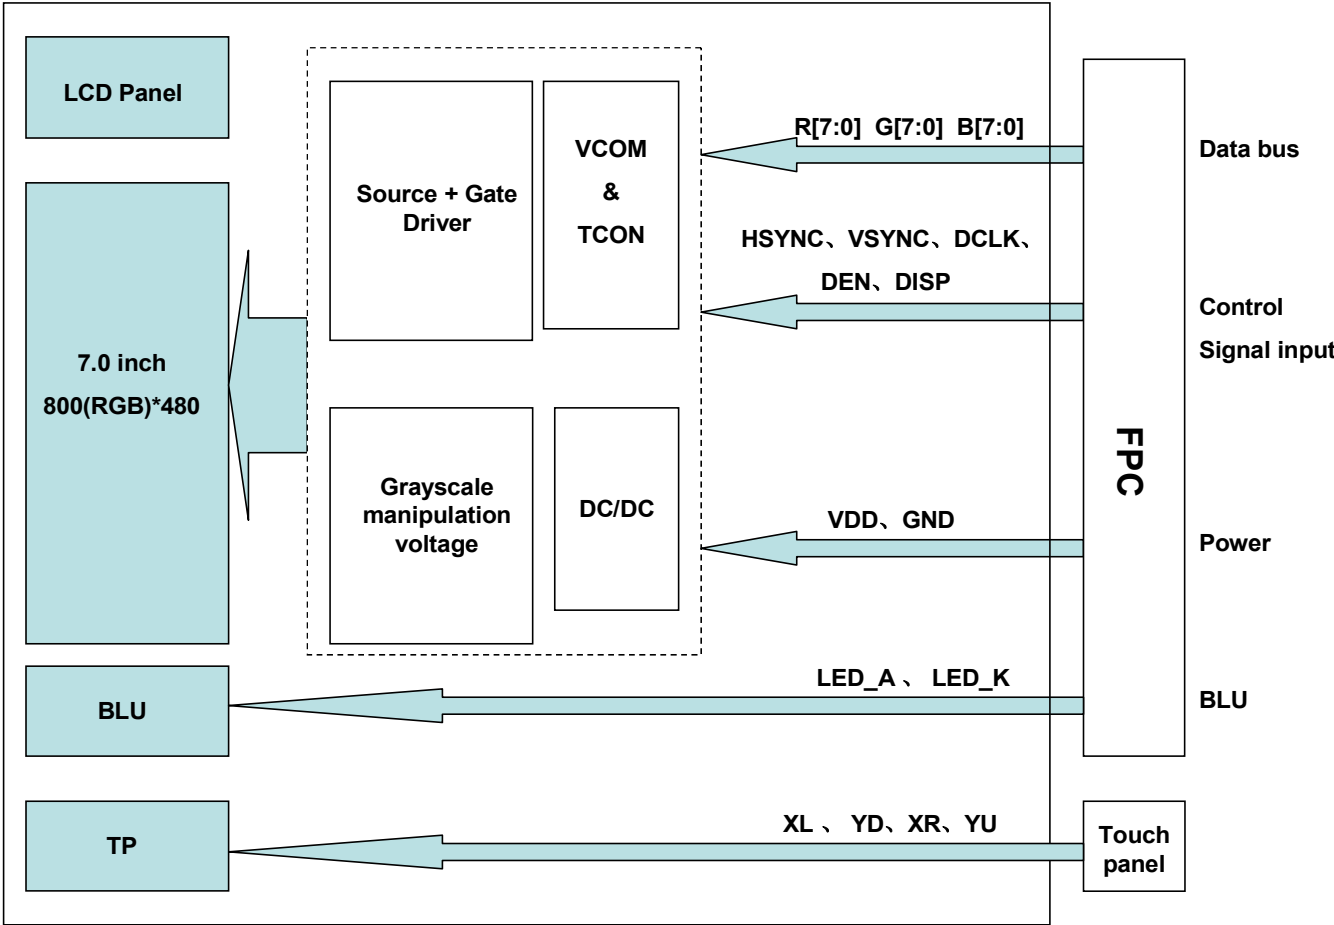 LCD Panel
7.0 inch
800(RGB)*480
BLU
TP
Source + Gate
Driver
VCOM
&
TCON
Grayscale
manipulation
voltage
DC/DC
R[7:0] G[7:0] B[7:0]
HSYNC、VSYNC、DCLK、
DEN、DISP
VDD、GND
LED_A 、 LED_K
XL 、 YD、XR、YU
FPC
Touch
panel
Data bus
Control
Signal input
Power
BLU